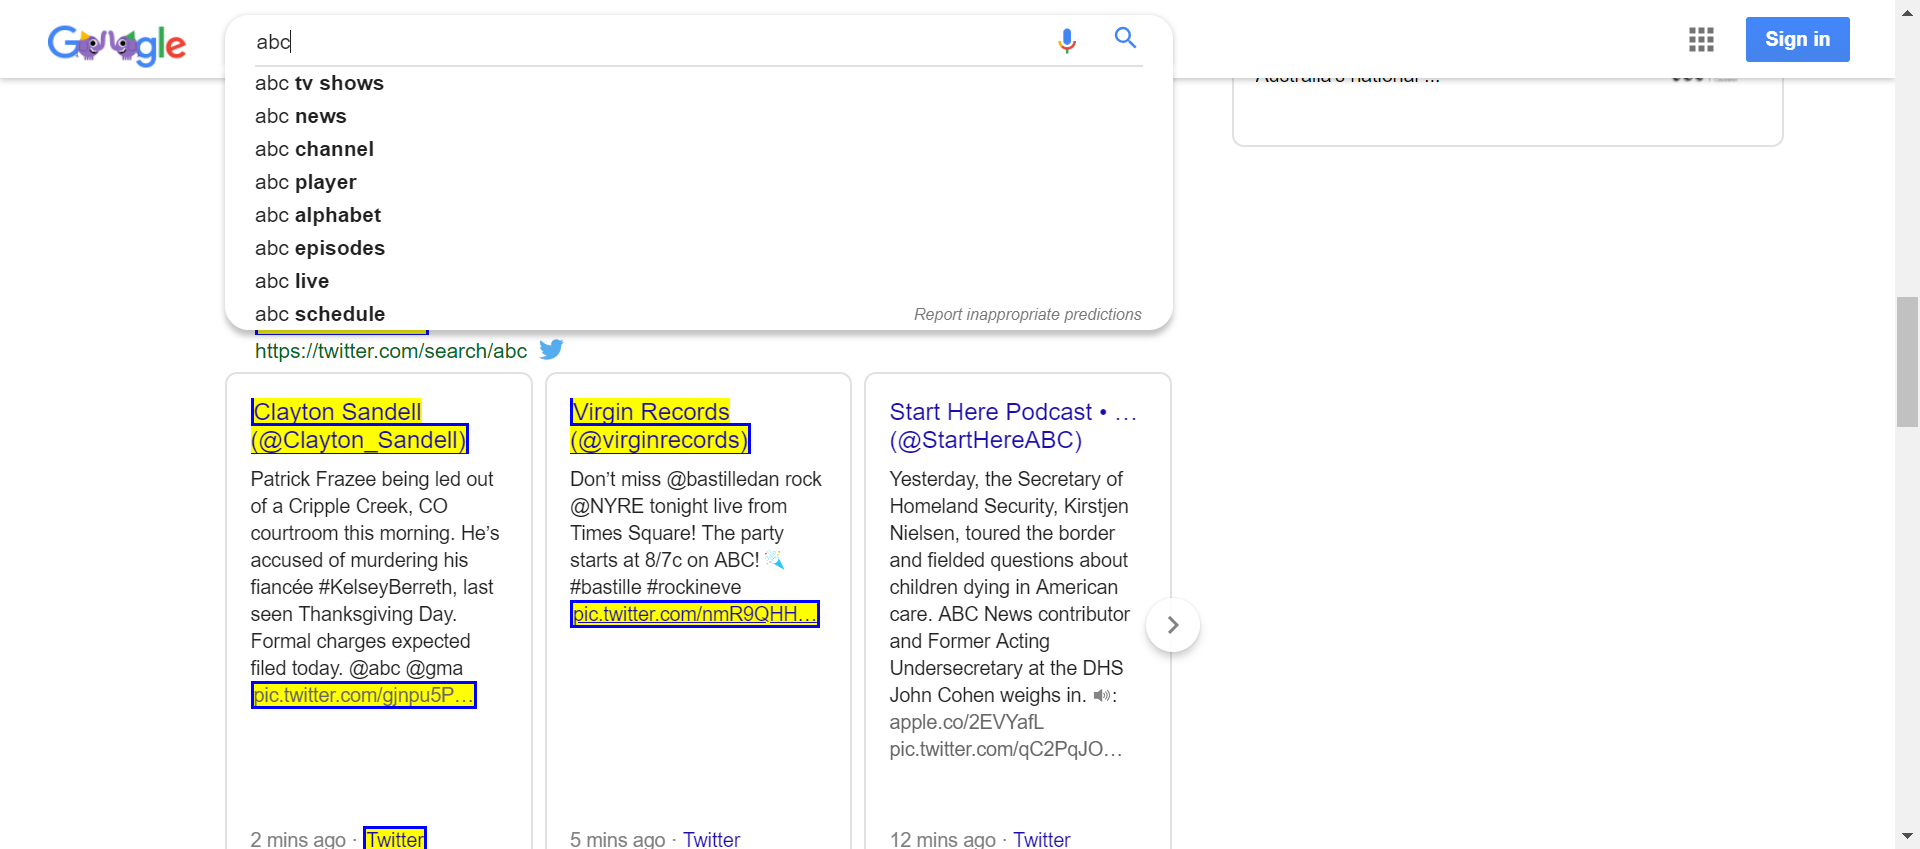 Google
abc
Sign in
abc tv shows
abc news
abc channel
abc player
abc alphabet
abc episodes
abc live
abc schedule
Report inappropriate predictions
Australia's national ...
https://twitter.com/search/abc
Clayton Sandell
(@Clayton_Sandell)
Patrick Frazee being led out
of a Cripple Creek, CO
courtroom this morning. He’s
accused of murdering his
fiancée #KelseyBerreth, last
seen Thanksgiving Day.
Formal charges expected
filed today. @abc @gma
pic.twitter.com/gjnpu5P…
2 mins ago · Twitter
Virgin Records
(@virginrecords)
Don’t miss @bastilledan rock
@NYRE tonight live from
Times Square! The party
starts at 8/7c on ABC! 🎉
#bastille #rockineve
pic.twitter.com/nmR9QHH…
5 mins ago · Twitter
Start Here Podcast • …
(@StartHereABC)
Yesterday, the Secretary of
Homeland Security, Kirstjen
Nielsen, toured the border
and fielded questions about
children dying in American
care. ABC News contributor
and Former Acting
Undersecretary at the DHS
John Cohen weighs in. 🔊:
apple.co/2EVYafL
pic.twitter.com/qC2PqJO…
12 mins ago · Twitter